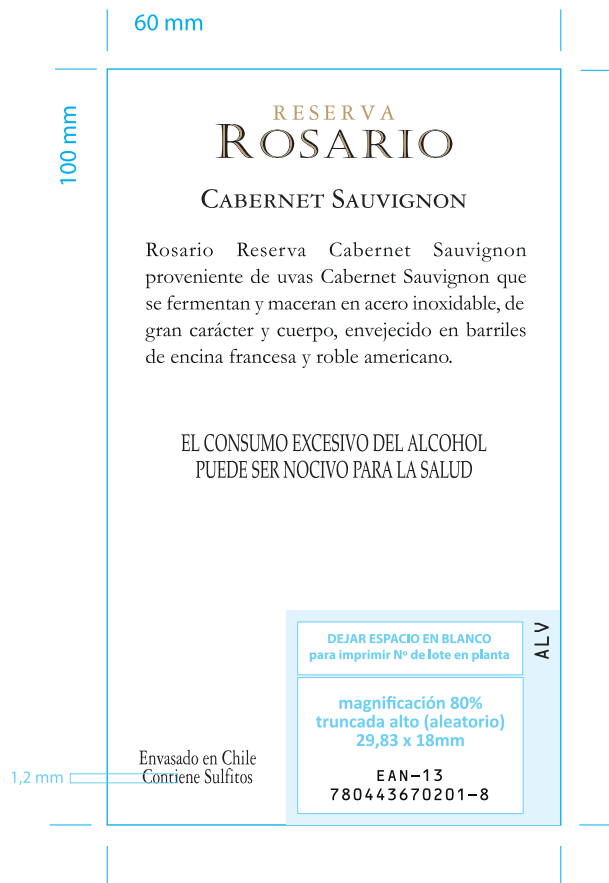 60 mm
100 mm
RESERVA
ROSARIO
CABERNET SAUVIGNON
Rosario Reserva Cabernet Sauvignon
proveniente de uvas Cabernet Sauvignon que
se fermentan y maceran en acero inoxidable, de
gran carácter y cuerpo, envejecido en barriles
de encina francesa y roble americano.
EL CONSUMO EXCESIVO DEL ALCOHOL
PUEDE SER NOCIVO PARA LA SALUD
DEJAR ESPACIO EN BLANCO
para imprimir Nº de lote en planta
ALV
magnificación 80%
truncada alto (aleatorio)
29,83 x 18mm
EAN-13
780443670201-8
Envasado en Chile
Contiene Sulfitos
1,2 mm